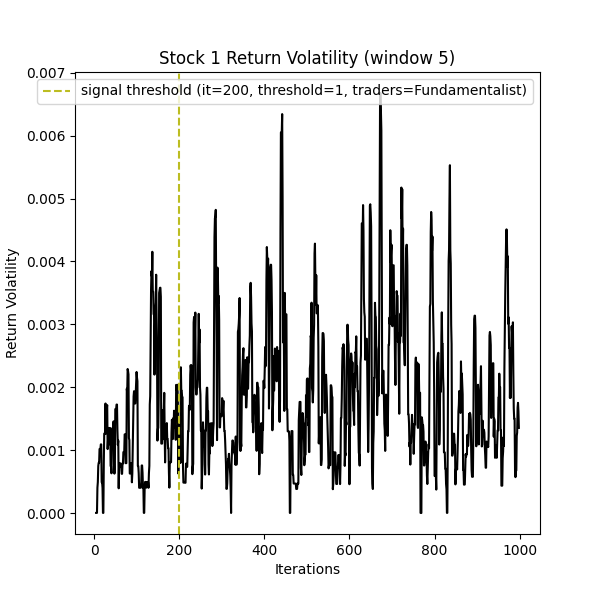 Stock 1 Return Volatility (window 5)
signal threshold (it=200, threshold=1, traders=Fundamentalist)
0.007
0.006
0.005
0.004
0.003
0.002
0.001
0.000
Return Volatility
0 200 400 600 800 1000
Iterations